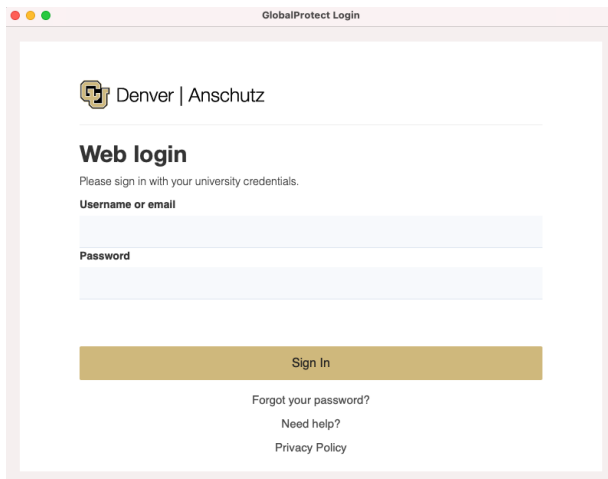 GlobalProtect Login
CU Denver | Anschutz
Web login
Please sign in with your university credentials.
Username or email
Password
Sign In
Forgot your password?
Need help?
Privacy Policy